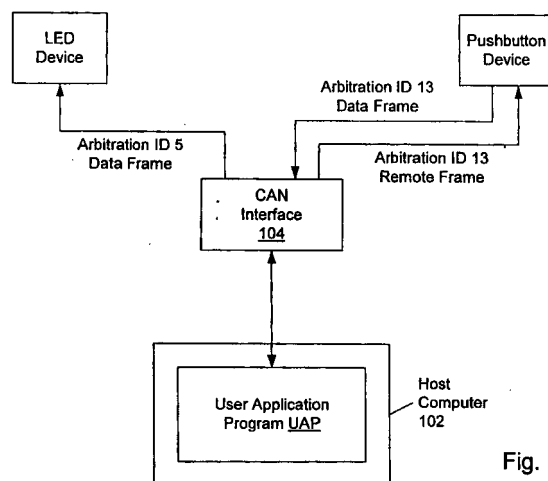 LED
Device
Pushbutton
Device
Arbitration ID 13
Data Frame
Arbitration ID 5
Data Frame
Arbitration ID 13
Remote Frame
CAN
Interface
104
User Application
Program UAP
Host
Computer
102
Fig.